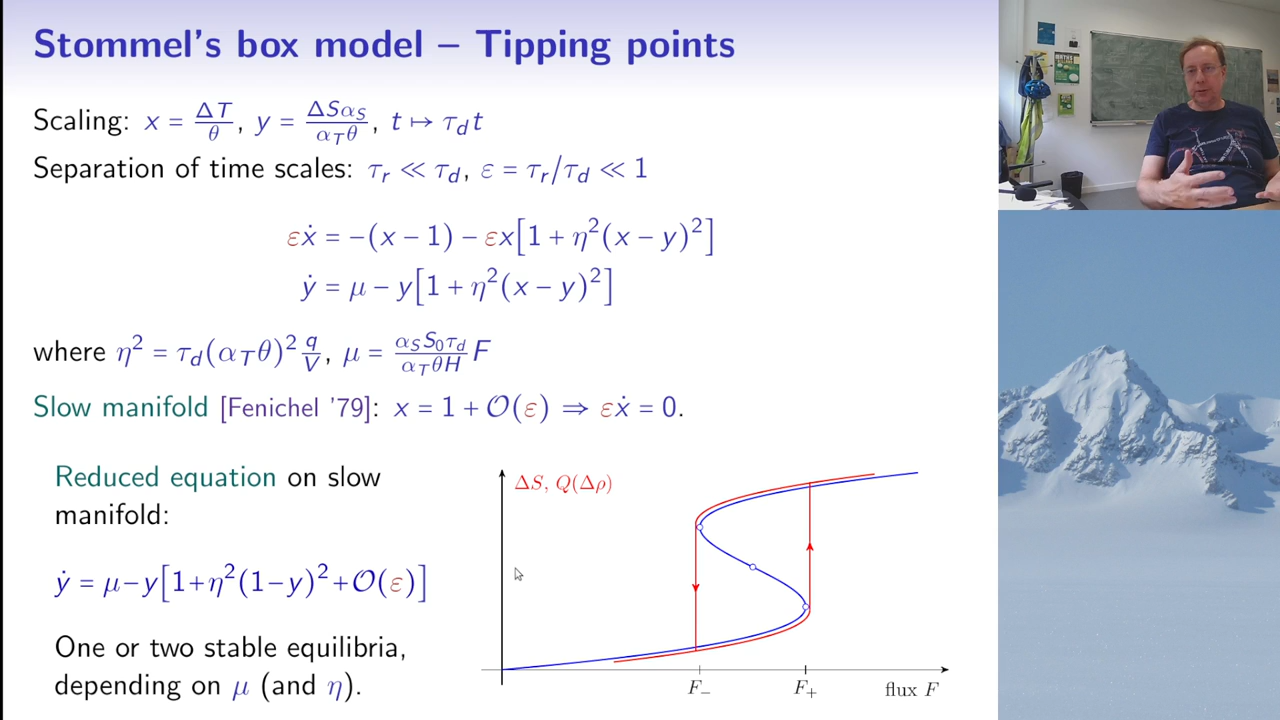 Stommel's box model – Tipping points
Scaling: x = ΔT/θ, y = ΔSα_S/α_Tθ, t ↦ τ_d t
Separation of time scales: τ_r ≪ τ_d, ε = τ_r/τ_d ≪ 1
εẋ = −(x − 1) − εx[1 + η²(x − y)²]
ẏ = μ − y[1 + η²(x − y)²]
where η² = τ_d(α_Tθ)² q/V, μ = α_S S_0 τ_d/α_TθH F
Slow manifold [Fenichel '79]: x = 1 + 𝒪(ε) ⇒ εẋ = 0.
Reduced equation on slow
manifold:
ẏ = μ−y[1+η²(1−y)²+𝒪(ε)]
One or two stable equilibria,
depending on μ (and η).
ΔS, Q(Δρ)
F_−
F_+
flux F